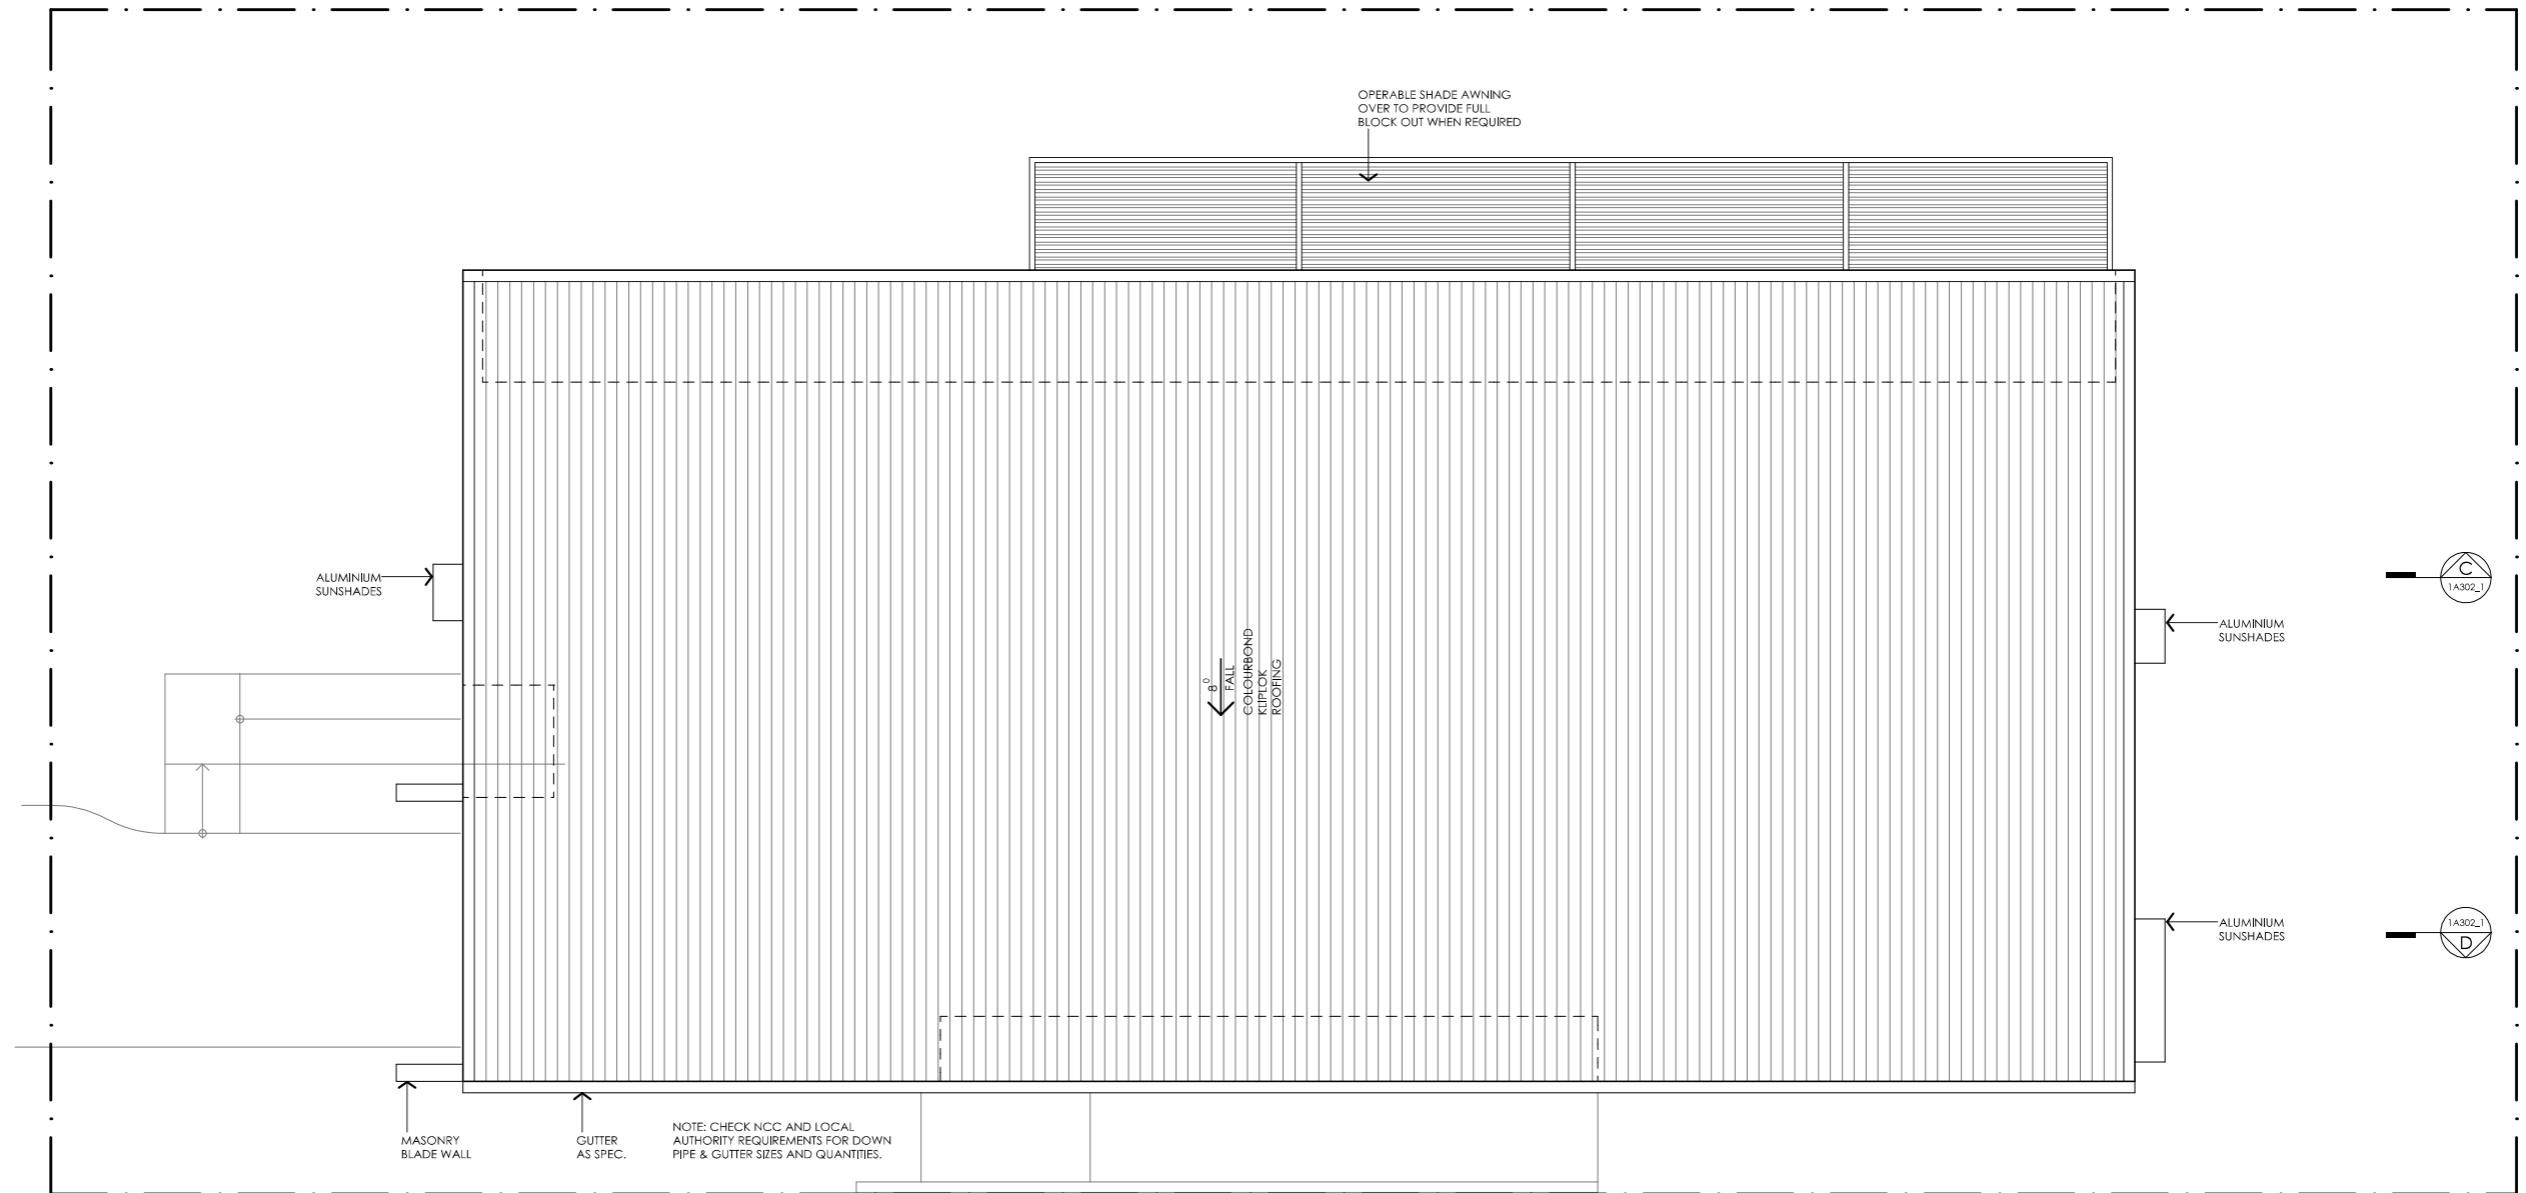 OPERABLE SHADE AWNING
OVER TO PROVIDE FULL
BLOCK OUT WHEN REQUIRED
ALUMINIUM
SUNSHADES
C
1A302_1
ALUMINIUM
SUNSHADES
8⁰
FALL
COLOURBOND
KLIPLOK
ROOFING
ALUMINIUM
SUNSHADES
1A302_1
D
MASONRY
BLADE WALL
GUTTER
AS SPEC.
NOTE: CHECK NCC AND LOCAL
AUTHORITY REQUIREMENTS FOR DOWN
PIPE & GUTTER SIZES AND QUANTITIES.